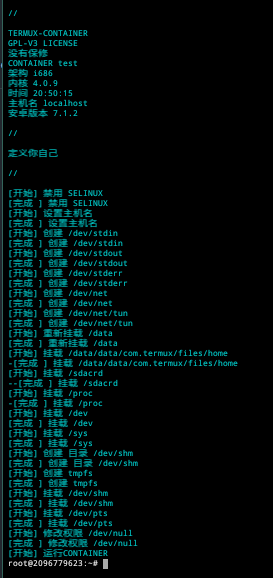 //
TERMUX-CONTAINER
GPL-V3 LICENSE
没有保修
CONTAINER test
架构 i686
内核 4.0.9
时间 20:50:15
主机名 localhost
安卓版本 7.1.2
//
定义你自己
//
[开始] 禁用 SELINUX
[完成 ] 禁用 SELINUX
[开始] 设置主机名
[完成 ] 设置主机名
[开始] 创建 /dev/stdin
[完成 ] 创建 /dev/stdin
[开始] 创建 /dev/stdout
[完成 ] 创建 /dev/stdout
[开始] 创建 /dev/stderr
[完成 ] 创建 /dev/stderr
[开始] 创建 /dev/net
[完成 ] 创建 /dev/net
[开始] 创建 /dev/net/tun
[完成 ] 创建 /dev/net/tun
[开始] 重新挂载 /data
[完成 ] 重新挂载 /data
[开始] 挂载 /data/data/com.termux/files/home
-[完成 ] 挂载 /data/data/com.termux/files/home
[开始] 挂载 /sdacrd
--[完成 ] 挂载 /sdacrd
[开始] 挂载 /proc
-[完成 ] 挂载 /proc
[开始] 挂载 /dev
[完成 ] 挂载 /dev
[开始] 挂载 /sys
[完成 ] 挂载 /sys
[开始] 创建 目录 /dev/shm
[完成 ] 创建 目录 /dev/shm
[开始] 创建 tmpfs
[完成 ] 创建 tmpfs
[开始] 挂载 /dev/shm
[完成 ] 挂载 /dev/shm
[开始] 挂载 /dev/pts
[完成 ] 挂载 /dev/pts
[开始] 修改权限 /dev/null
[完成 ] 修改权限 /dev/null
[开始] 运行CONTAINER
root@2096779623:~#